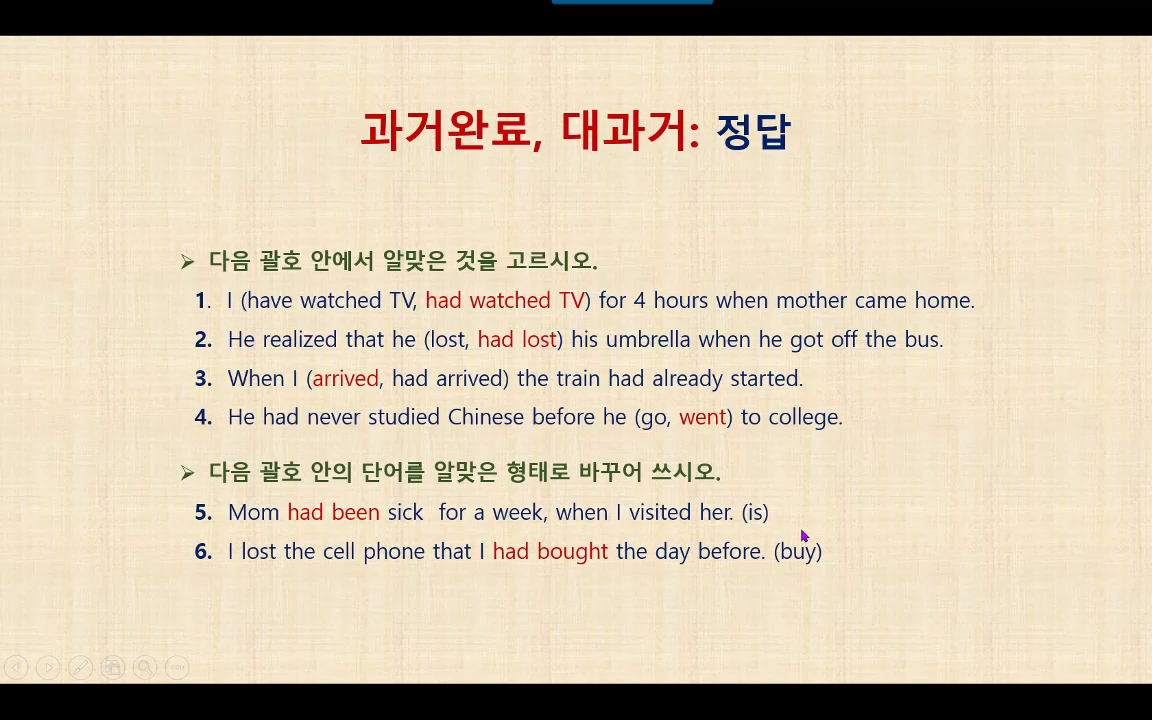 과거완료, 대과거: 정답
➢ 다음 괄호 안에서 알맞은 것을 고르시오.
1. I (have watched TV, had watched TV) for 4 hours when mother came home.
2. He realized that he (lost, had lost) his umbrella when he got off the bus.
3. When I (arrived, had arrived) the train had already started.
4. He had never studied Chinese before he (go, went) to college.
➢ 다음 괄호 안의 단어를 알맞은 형태로 바꾸어 쓰시오.
5. Mom had been sick  for a week, when I visited her. (is)
6. I lost the cell phone that I had bought the day before. (buy)